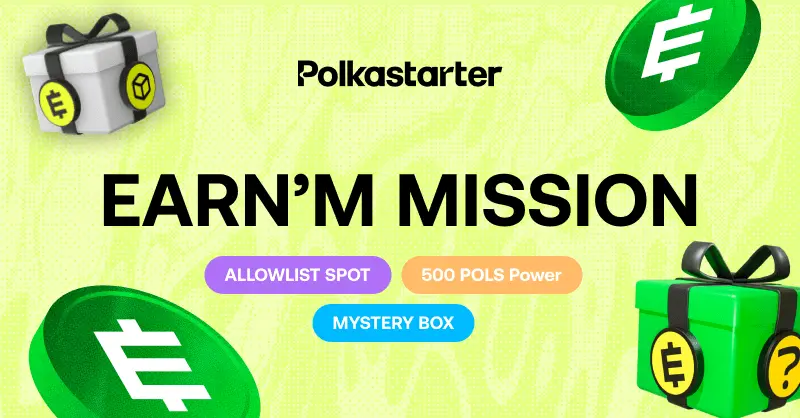 Polkastarter
EARN’M MISSION
ALLOWLIST SPOT
500 POLS Power
MYSTERY BOX
?